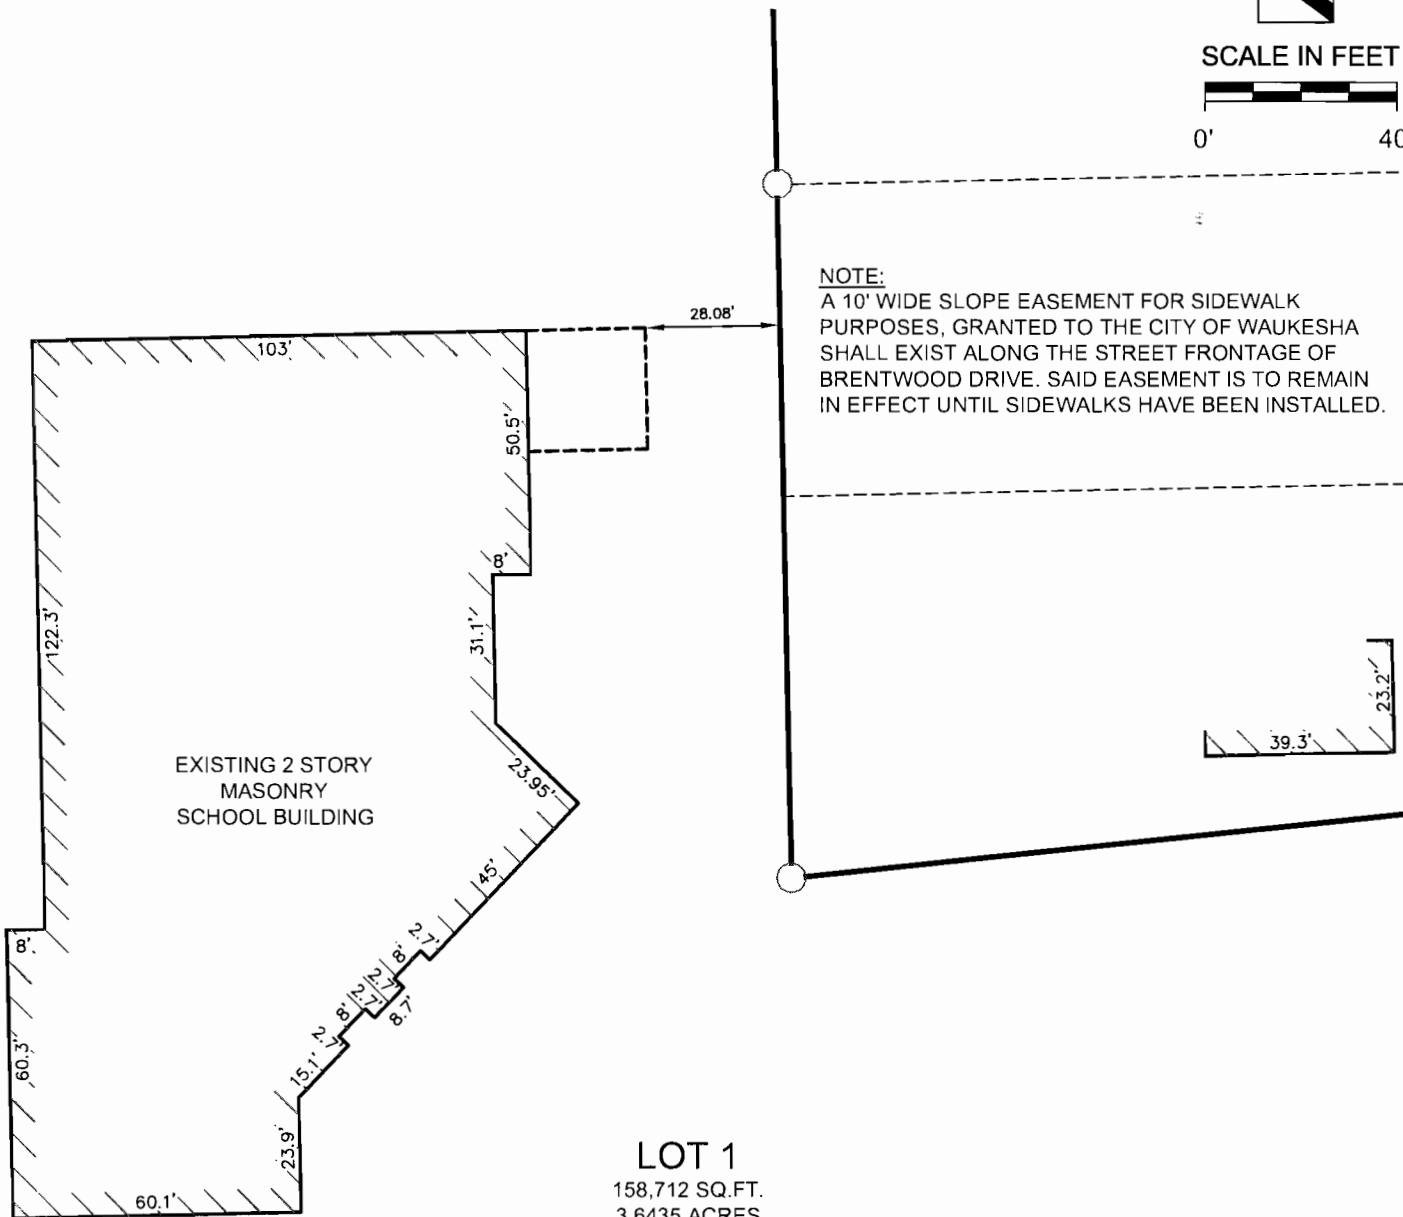 SCALE IN FEET
0' 40
NOTE:
A 10' WIDE SLOPE EASEMENT FOR SIDEWALK
PURPOSES, GRANTED TO THE CITY OF WAUKESHA
SHALL EXIST ALONG THE STREET FRONTAGE OF
BRENTWOOD DRIVE. SAID EASEMENT IS TO REMAIN
IN EFFECT UNTIL SIDEWALKS HAVE BEEN INSTALLED.
28.08'
103'
50.5'
8'
31.1'
122.3'
23.2'
39.3'
EXISTING 2 STORY
MASONRY
SCHOOL BUILDING
23.95'
45'
2.7'
8'
2.7'
2.7'
8.7'
8'
2.7'
15.1'
8'
60.3'
23.9'
60.1'
LOT 1
158,712 SQ.FT.
3.6435 ACRES